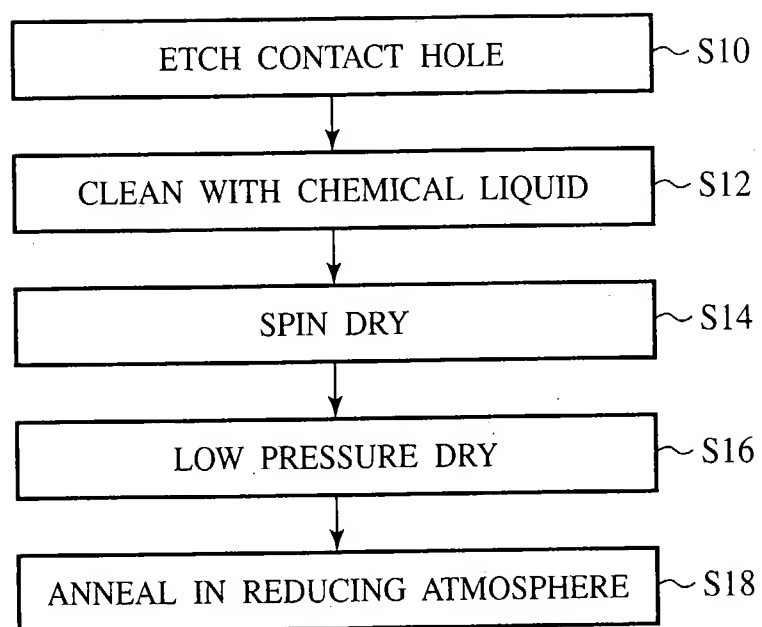 ETCH CONTACT HOLE S10
CLEAN WITH CHEMICAL LIQUID S12
SPIN DRY S14
LOW PRESSURE DRY S16
ANNEAL IN REDUCING ATMOSPHERE S18